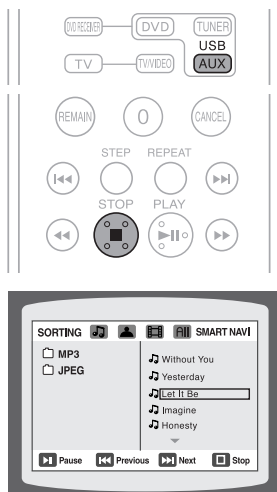 DVD RECEIVER DVD TUNER
USB
TV TV/VIDEO AUX
REMAIN 0 CANCEL
STEP REPEAT
STOP PLAY
SORTING All SMART NAVI
MP3
JPEG
Without You
Yesterday
Let It Be
Imagine
Honesty
Pause Previous Next Stop